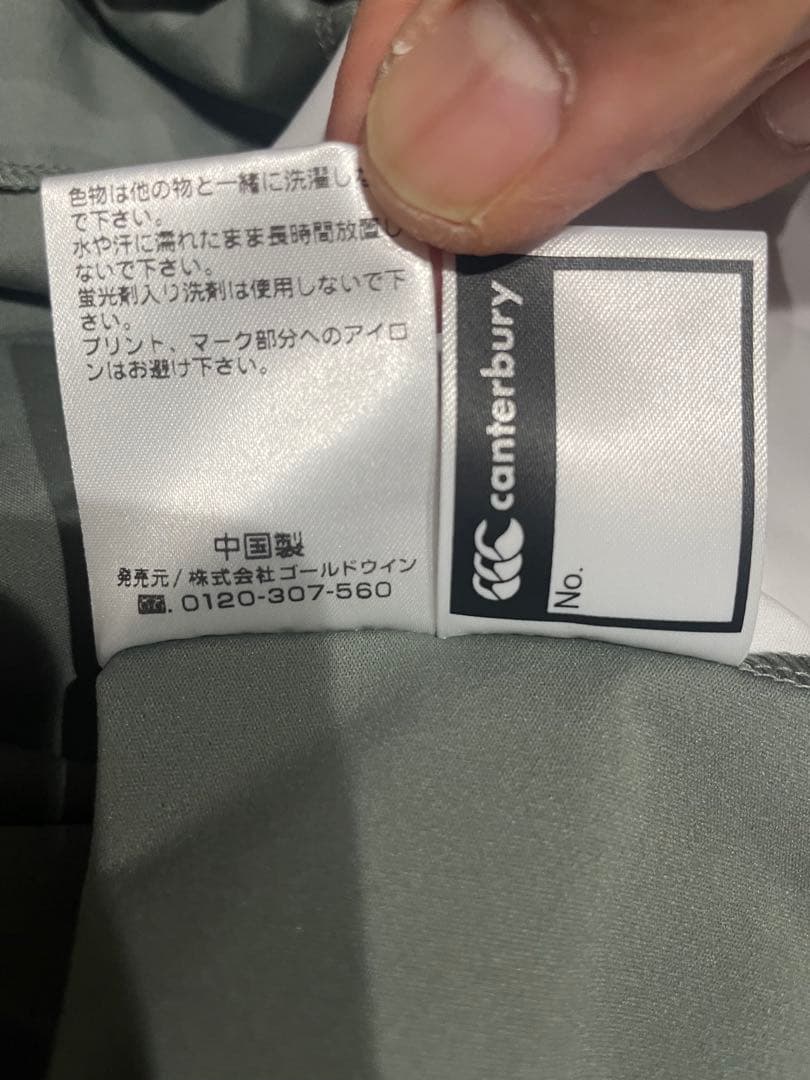 色物は他の物と一緒に洗濯しな
で下さい。
水や汗に濡れたまま長時間放置し
ないで下さい。
蛍光剤入り洗剤は使用しないで下
さい。
プリント、マーク部分へのアイロ
ンはお避け下さい。
中国製
発売元/株式会社ゴールドウイン
. 0120-307-560
canterbury
No.